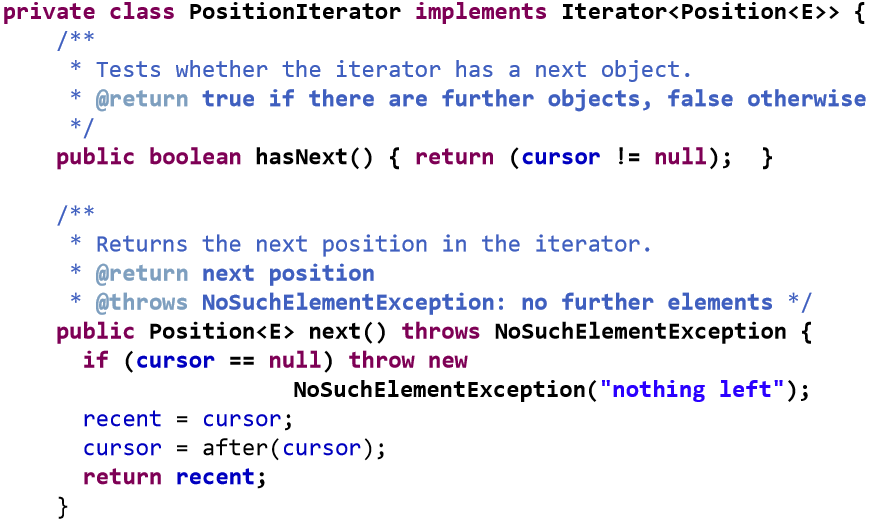 private class PositionIterator implements Iterator<Position<E>> {
/**
* Tests whether the iterator has a next object.
* @return true if there are further objects, false otherwise
*/
public boolean hasNext() { return (cursor != null);  }
/**
* Returns the next position in the iterator.
* @return next position
* @throws NoSuchElementException: no further elements */
public Position<E> next() throws NoSuchElementException {
if (cursor == null) throw new
NoSuchElementException("nothing left");
recent = cursor;
cursor = after(cursor);
return recent;
}